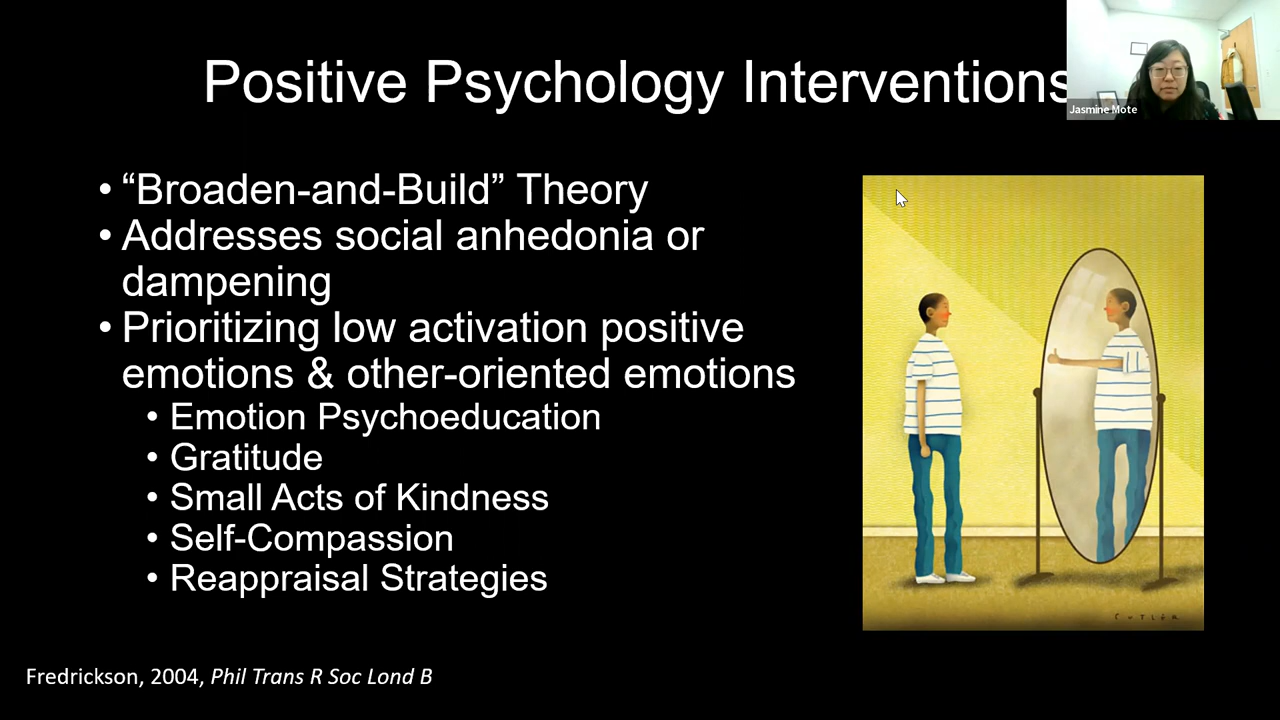 Positive Psychology Interventions
Jasmine Mote
• “Broaden-and-Build” Theory
• Addresses social anhedonia or
dampening
• Prioritizing low activation positive
emotions & other-oriented emotions
• Emotion Psychoeducation
• Gratitude
• Small Acts of Kindness
• Self-Compassion
• Reappraisal Strategies
CUTLER
Fredrickson, 2004, Phil Trans R Soc Lond B